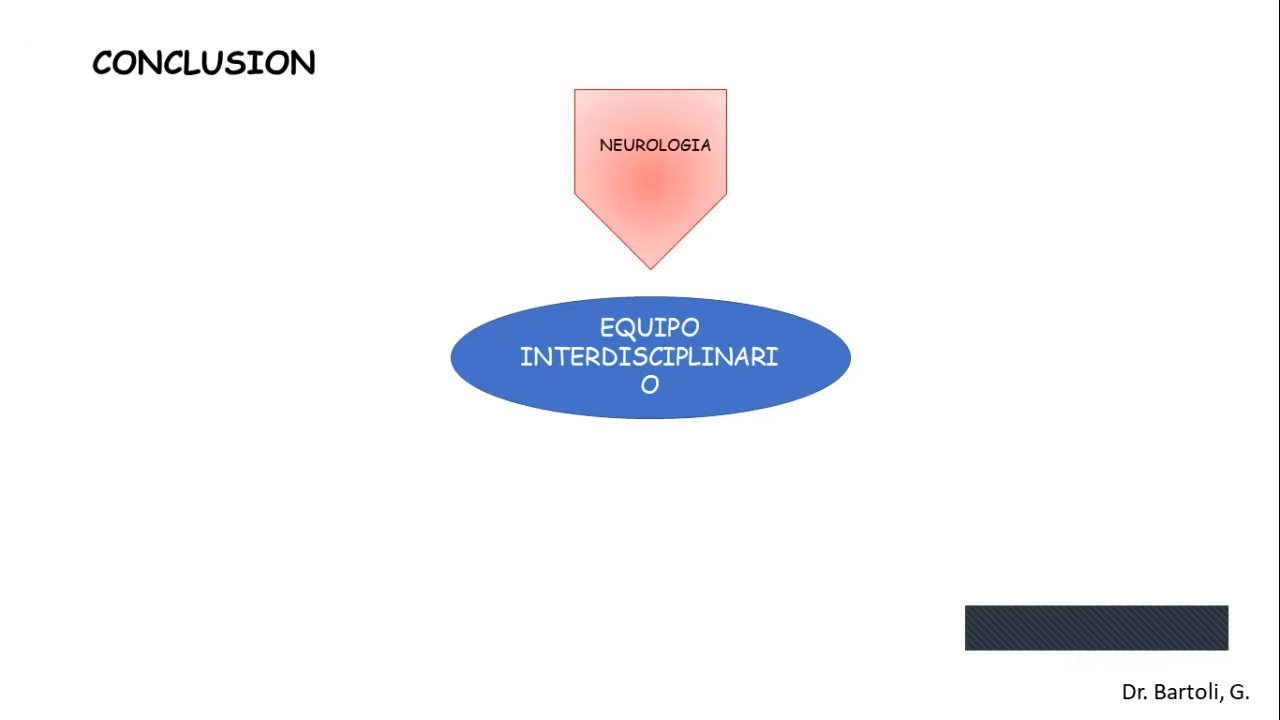 CONCLUSION
NEUROLOGIA
EQUIPO
INTERDISCIPLINARI
O
Dr. Bartoli, G.